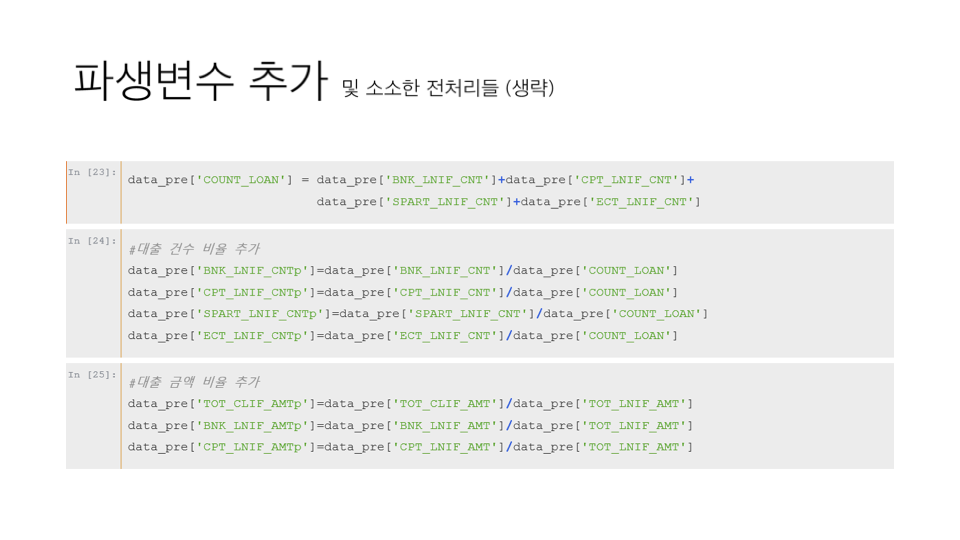 파생변수 추가 및 소소한 전처리들 (생략)
In [23]:
data_pre['COUNT_LOAN'] = data_pre['BNK_LNIF_CNT']+data_pre['CPT_LNIF_CNT']+
data_pre['SPART_LNIF_CNT']+data_pre['ECT_LNIF_CNT']
In [24]:
#대출 건수 비율 추가
data_pre['BNK_LNIF_CNTp']=data_pre['BNK_LNIF_CNT']/data_pre['COUNT_LOAN']
data_pre['CPT_LNIF_CNTp']=data_pre['CPT_LNIF_CNT']/data_pre['COUNT_LOAN']
data_pre['SPART_LNIF_CNTp']=data_pre['SPART_LNIF_CNT']/data_pre['COUNT_LOAN']
data_pre['ECT_LNIF_CNTp']=data_pre['ECT_LNIF_CNT']/data_pre['COUNT_LOAN']
In [25]:
#대출 금액 비율 추가
data_pre['TOT_CLIF_AMTp']=data_pre['TOT_CLIF_AMT']/data_pre['TOT_LNIF_AMT']
data_pre['BNK_LNIF_AMTp']=data_pre['BNK_LNIF_AMT']/data_pre['TOT_LNIF_AMT']
data_pre['CPT_LNIF_AMTp']=data_pre['CPT_LNIF_AMT']/data_pre['TOT_LNIF_AMT']